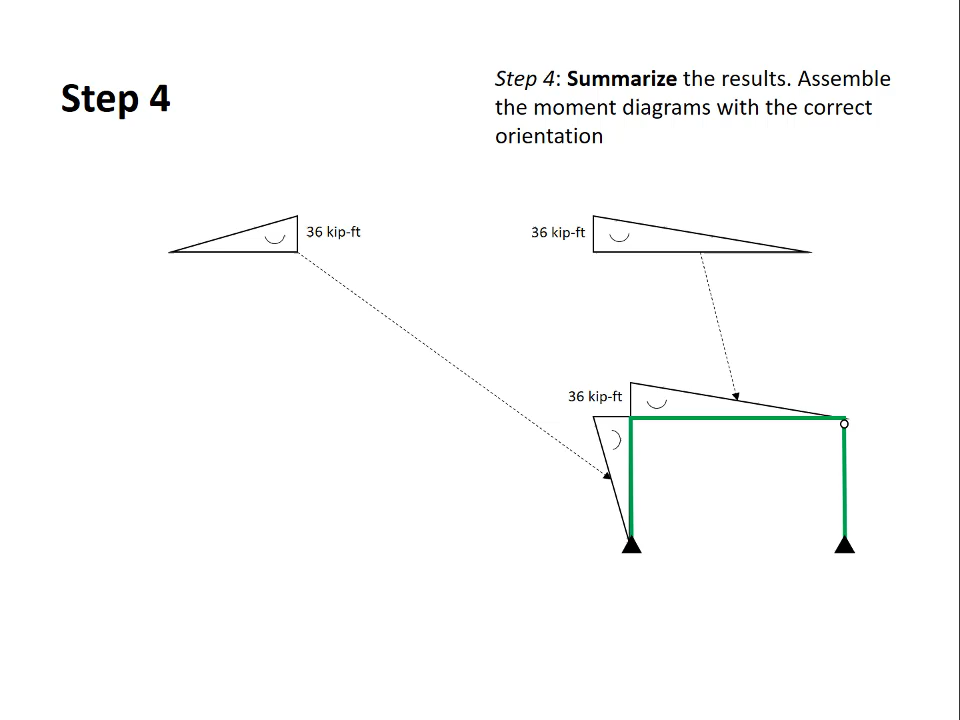 Step 4
Step 4: Summarize the results. Assemble
the moment diagrams with the correct
orientation
36 kip-ft
36 kip-ft
36 kip-ft